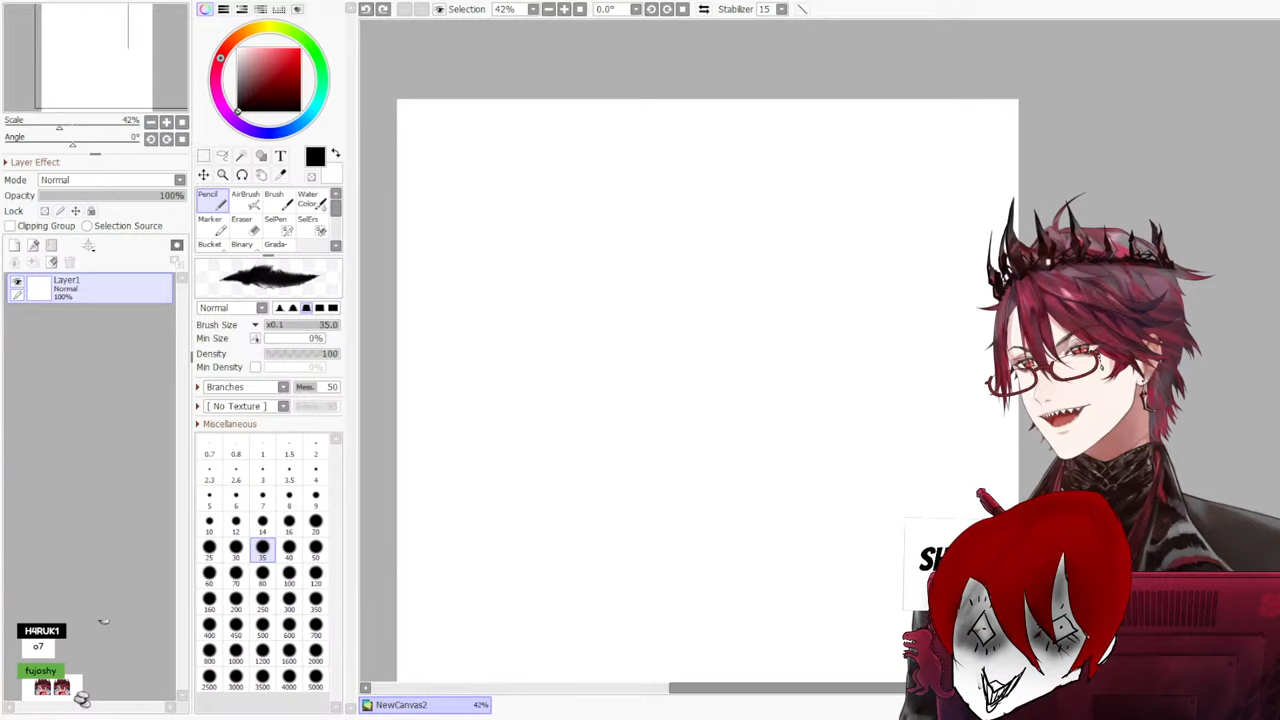 Selection 42% 0.0° Stabilizer 15
Scale 42%
Angle 0°
Layer Effect
Mode Normal
Opacity 100%
Lock
Clipping Group Selection Source
Layer1
Normal
100%
T
Pencil AirBrush Brush Water Color
Marker Eraser SelPen SelErs
Bucket Binary Grada-
Normal
Brush Size x0.1 35.0
Min Size 0%
Density 100
Min Density 0%
Branches 50
[ No Texture ]
Miscellaneous
0.7 0.8 1 1.5 2
2.3 2.6 3 3.5 4
5 6 7 8 9
10 12 14 16 20
25 30 35 40 50
60 70 80 100 120
160 200 250 300 350
400 450 500 600 700
800 1000 1200 1600 2000
2500 3000 3500 4000 5000
H4RUK1
o7
fujoshy
NewCanvas2 42%